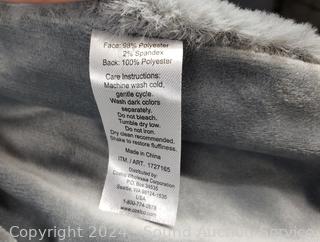 Face: 98% Polyester
2% Spandex
Back: 100% Polyester
Care Instructions:
Machine wash cold,
gentle cycle.
Wash dark colors
separately.
Do not bleach.
Tumble dry low.
Do not iron.
Dry clean recommended.
Shake to restore fluffiness.
Made in China
ITM. / ART. 1727165
Distributed by:
Costco Wholesale Corporation
P.O. Box 34535
Seattle, WA 98124-1535
USA
1-800-774-2678
www.costco.com
Copyright 2024 Sound Auction Service